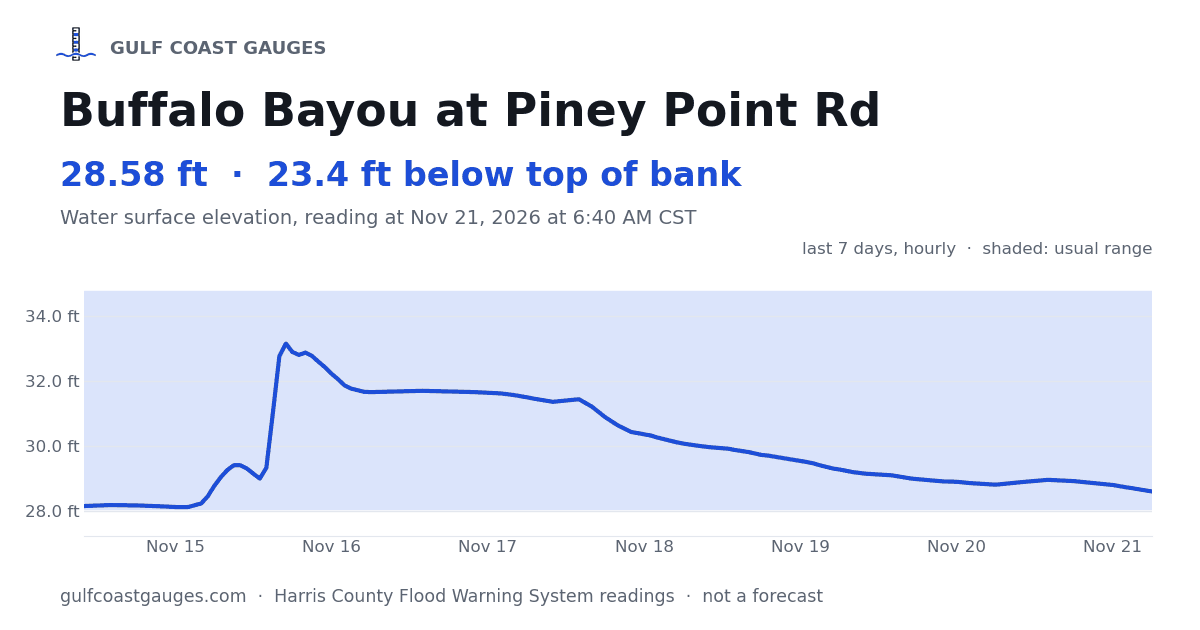 GULF COAST GAUGES
Buffalo Bayou at Piney Point Rd
28.58 ft · 23.4 ft below top of bank
Water surface elevation, reading at Nov 21, 2026 at 6:40 AM CST
last 7 days, hourly · shaded: usual range
34.0 ft
32.0 ft
30.0 ft
28.0 ft
Nov 15 Nov 16 Nov 17 Nov 18 Nov 19 Nov 20 Nov 21
gulfcoastgauges.com · Harris County Flood Warning System readings · not a forecast